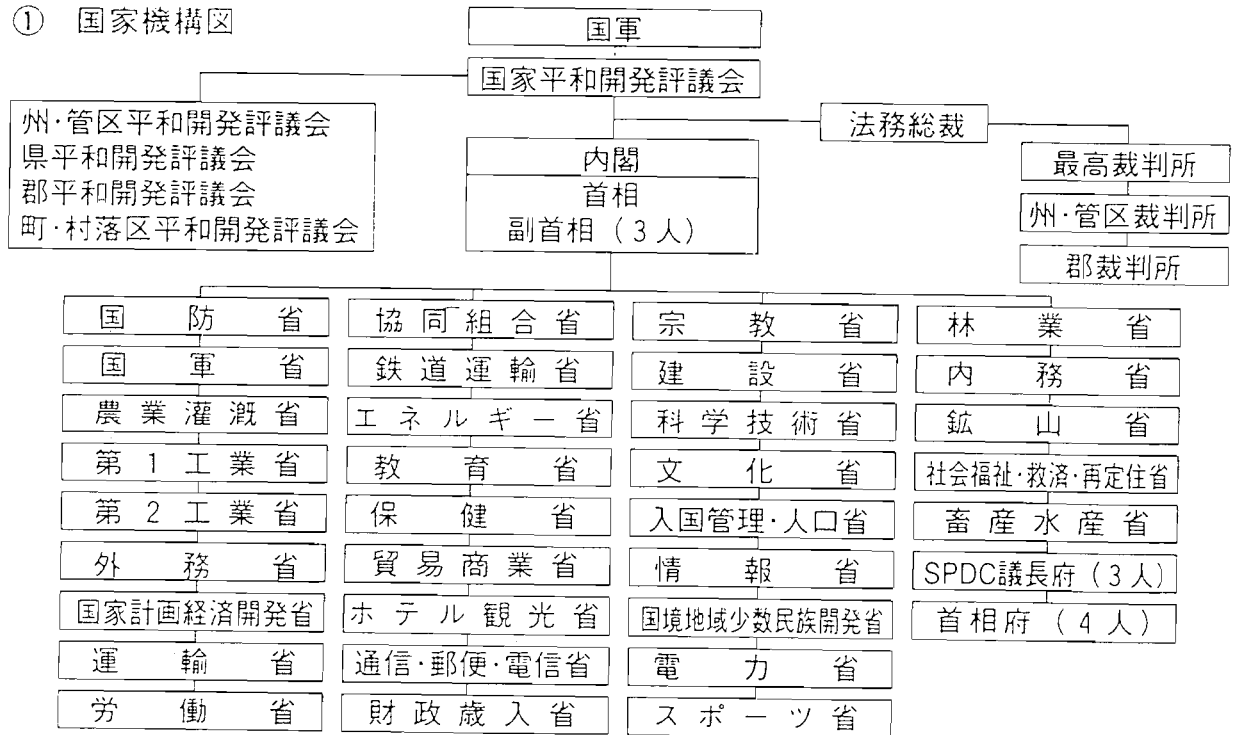 ① 国家機構図
国軍
国家平和開発評議会
州・管区平和開発評議会
県平和開発評議会
郡平和開発評議会
町・村落区平和開発評議会
法務総裁
内閣
首相
副首相（3人）
最高裁判所
州・管区裁判所
郡裁判所
国防省
国軍省
農業灌漑省
第1工業省
第2工業省
外務省
国家計画経済開発省
運輸省
労働省
協同組合省
鉄道運輸省
エネルギー省
教育省
保健省
貿易商業省
ホテル観光省
通信・郵便・電信省
財政歳入省
宗教省
建設省
科学技術省
文化省
入国管理・人口省
情報省
国境地域少数民族開発省
電力省
スポーツ省
林業省
内務省
鉱山省
社会福祉・救済・再定住省
畜産水産省
SPDC議長府（3人）
首相府（4人）